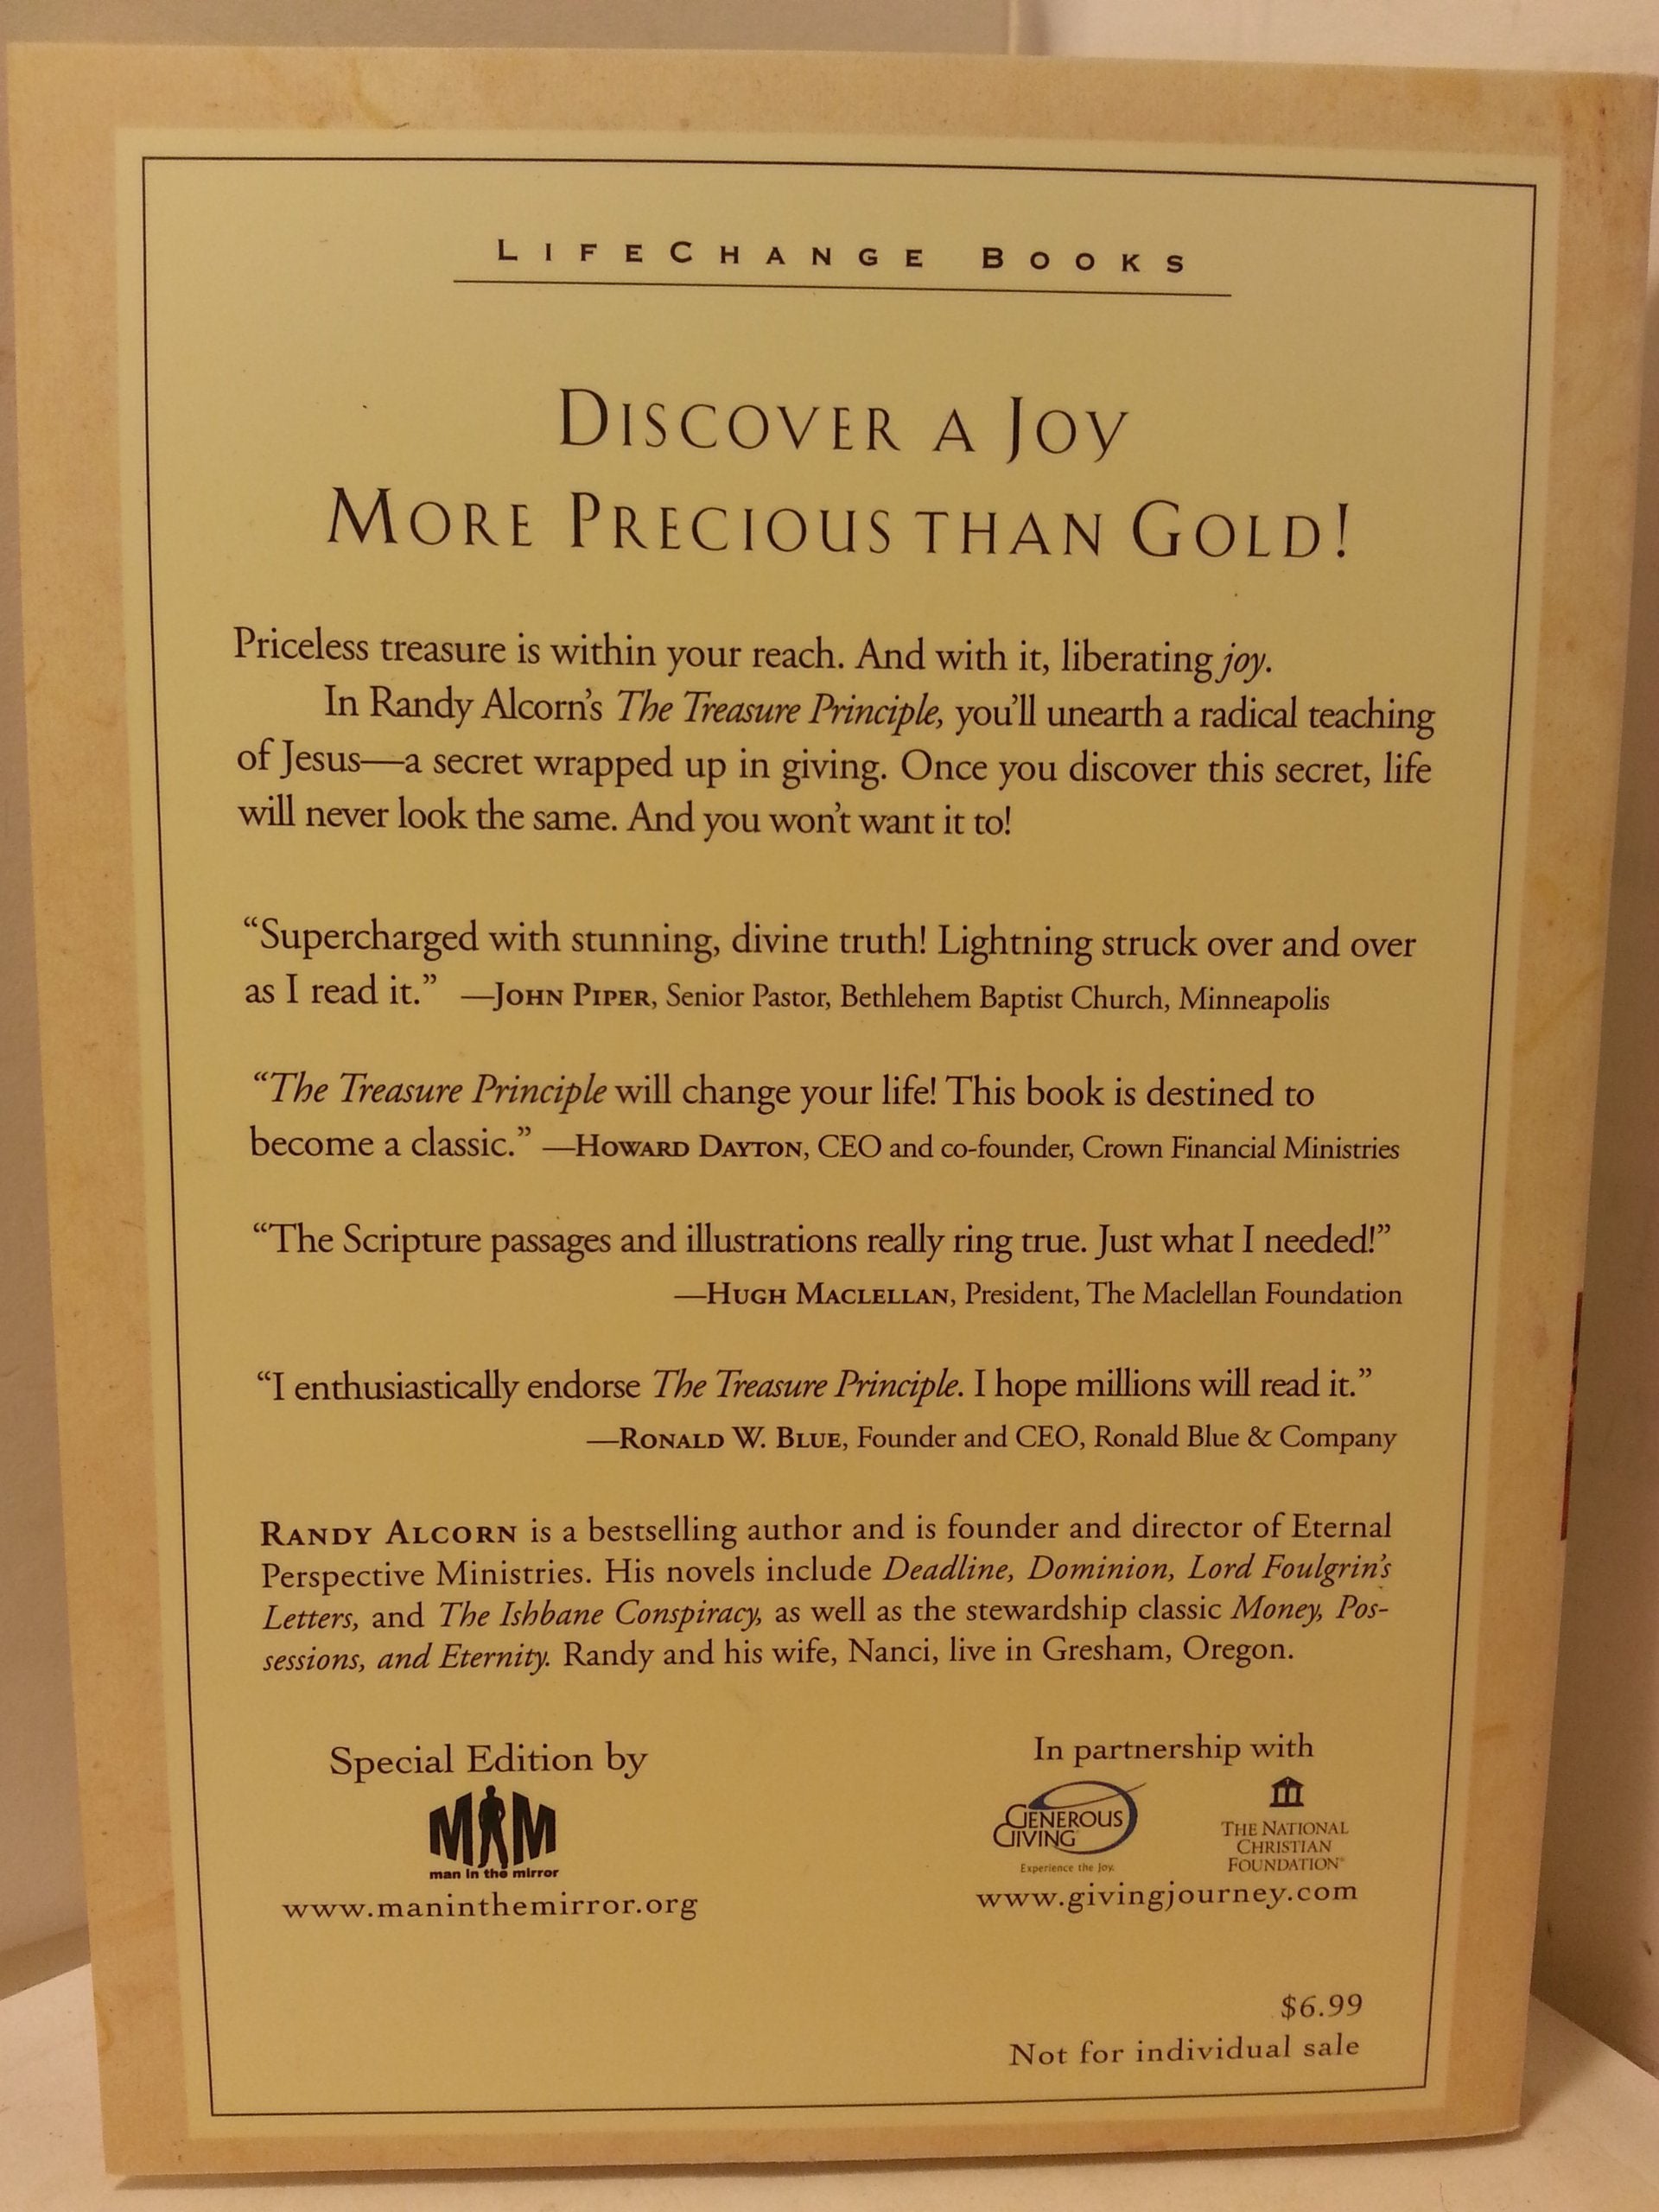 LIFECHANGE BOOKS
DISCOVER A JOY
MORE PRECIOUS THAN GOLD!
Priceless treasure is within your reach. And with it, liberating joy.
In Randy Alcorn's The Treasure Principle, you'll unearth a radical teaching
of Jesus—a secret wrapped up in giving. Once you discover this secret, life
will never look the same. And you won't want it to!
“Supercharged with stunning, divine truth! Lightning struck over and over
as I read it.” —JOHN PIPER, Senior Pastor, Bethlehem Baptist Church, Minneapolis
“The Treasure Principle will change your life! This book is destined to
become a classic.” —HOWARD DAYTON, CEO and co-founder, Crown Financial Ministries
“The Scripture passages and illustrations really ring true. Just what I needed!”
—HUGH MACLELLAN, President, The Maclellan Foundation
“I enthusiastically endorse The Treasure Principle. I hope millions will read it.”
—RONALD W. BLUE, Founder and CEO, Ronald Blue & Company
RANDY ALCORN is a bestselling author and is founder and director of Eternal
Perspective Ministries. His novels include Deadline, Dominion, Lord Foulgrin's
Letters, and The Ishbane Conspiracy, as well as the stewardship classic Money, Pos-
sessions, and Eternity. Randy and his wife, Nanci, live in Gresham, Oregon.
Special Edition by
MIM
man in the mirror
www.maninthemirror.org
In partnership with
GENEROUS
GIVING
Experience the Joy.
THE NATIONAL
CHRISTIAN
FOUNDATION
www.givingjourney.com
$6.99
Not for individual sale